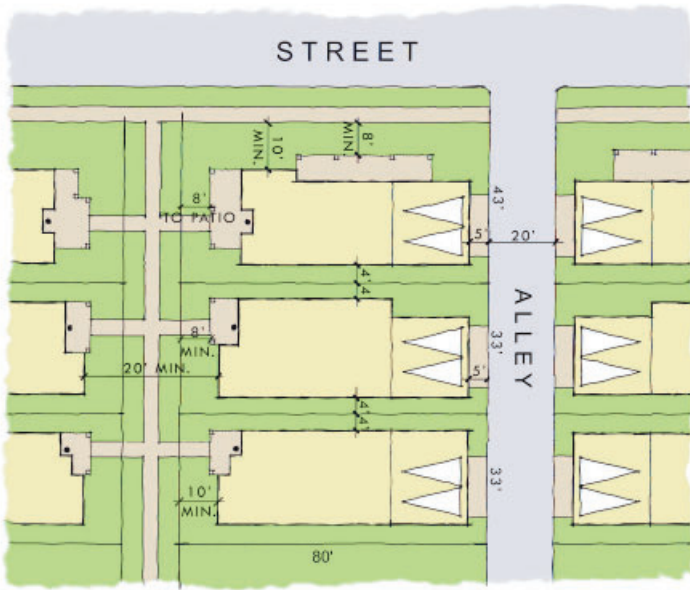 STREET
10'
MIN.
8'
MIN.
8'
TO PATIO
43'
5'
20'
4'
4'
ALLEY
8'
MIN.
33'
20' MIN.
5'
4'
4'
33'
10'
MIN.
80'